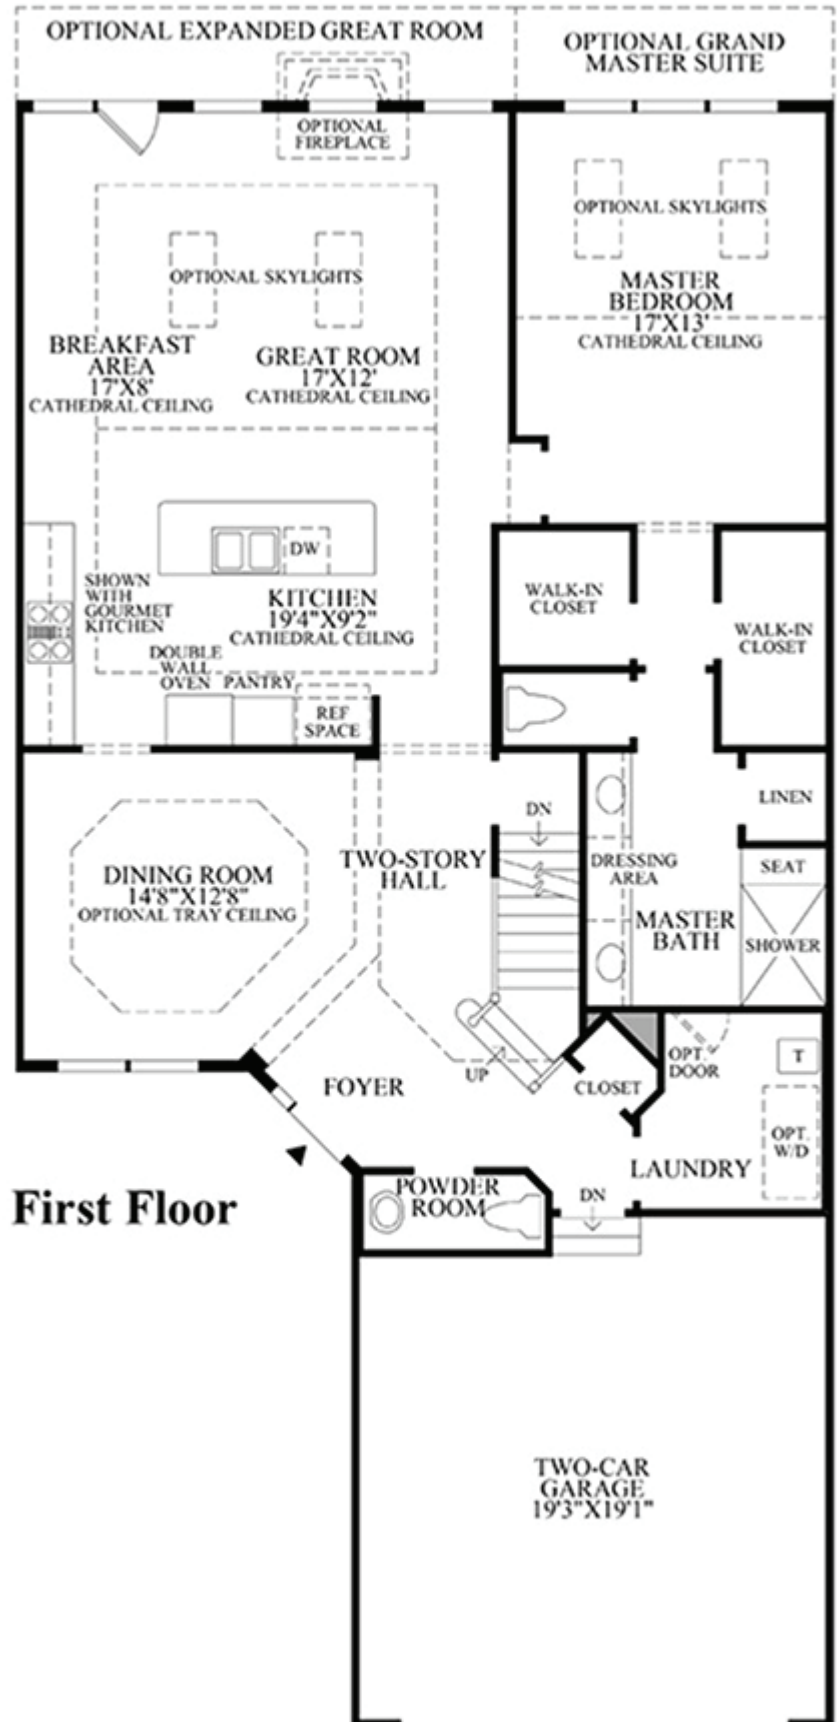 OPTIONAL EXPANDED GREAT ROOM
OPTIONAL GRAND
MASTER SUITE
OPTIONAL
FIREPLACE
OPTIONAL SKYLIGHTS
OPTIONAL SKYLIGHTS
MASTER
BEDROOM
17'X13'
CATHEDRAL CEILING
BREAKFAST
AREA
17'X8'
CATHEDRAL CEILING
GREAT ROOM
17'X12'
CATHEDRAL CEILING
DW
SHOWN
WITH
GOURMET
KITCHEN
KITCHEN
19'4"X9'2"
CATHEDRAL CEILING
WALK-IN
CLOSET
WALK-IN
CLOSET
DOUBLE
WALL
OVEN
PANTRY
REF
SPACE
LINEN
DN
DINING ROOM
14'8"X12'8"
OPTIONAL TRAY CEILING
TWO-STORY
HALL
DRESSING
AREA
SEAT
MASTER
BATH
SHOWER
UP
FOYER
CLOSET
OPT.
DOOR
T
OPT.
W/D
LAUNDRY
First Floor
POWDER
ROOM
DN
TWO-CAR
GARAGE
19'3"X19'1"